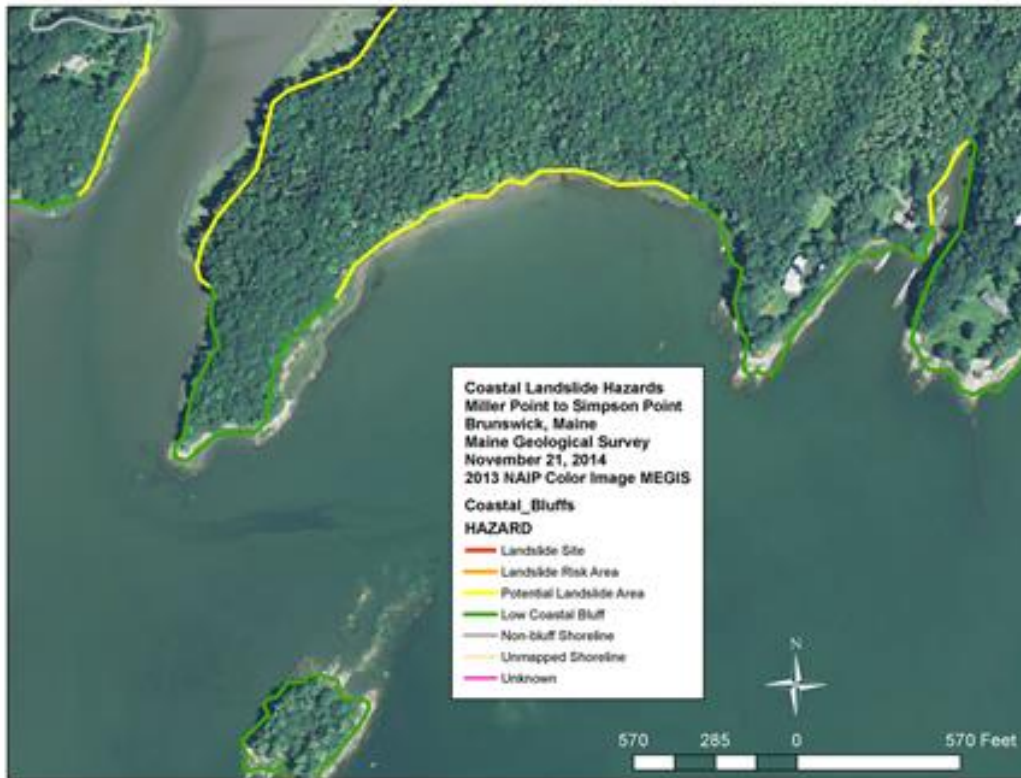 Coastal Landslide Hazards
Miller Point to Simpson Point
Brunswick, Maine
Maine Geological Survey
November 21, 2014
2013 NAIP Color Image MEGIS
Coastal_Bluffs
HAZARD
Landslide Site
Landslide Risk Area
Potential Landslide Area
Low Coastal Bluff
Non-bluff Shoreline
Unmapped Shoreline
Unknown
N
570 285 0 570 Feet